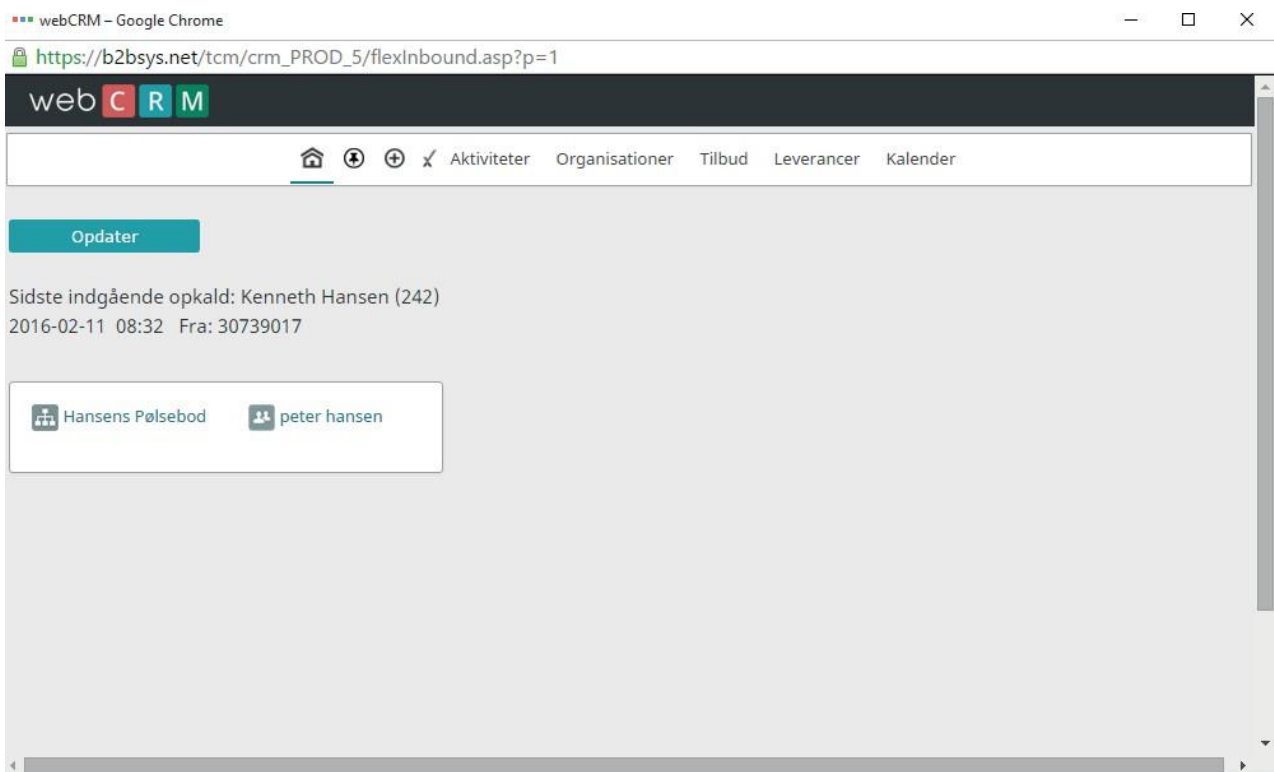 webCRM – Google Chrome
https://b2bsys.net/tcm/crm_PROD_5/flexInbound.asp?p=1
web C R M
Aktiviteter Organisationer Tilbud Leverancer Kalender
Opdater
Sidste indgående opkald: Kenneth Hansen (242)
2016-02-11 08:32 Fra: 30739017
Hansens Pølsebod peter hansen